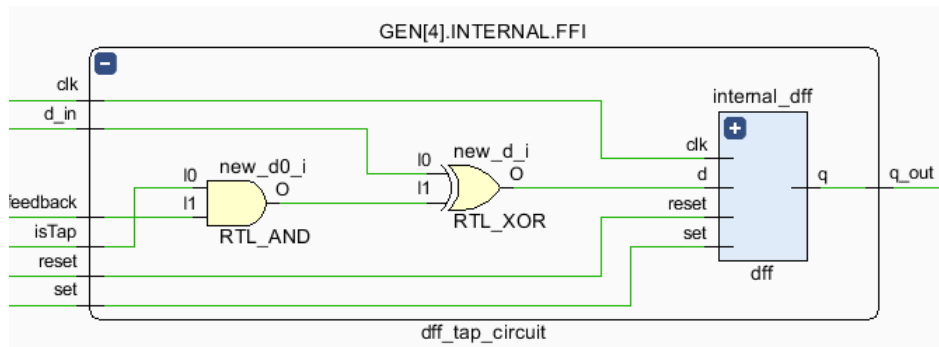 GEN[4].INTERNAL.FFI
clk
d_in
feedback
isTap
reset
set
new_d0_i
I0
I1
O
RTL_AND
new_d_i
I0
I1
O
RTL_XOR
internal_dff
clk
d
reset
set
q
dff
q_out
dff_tap_circuit